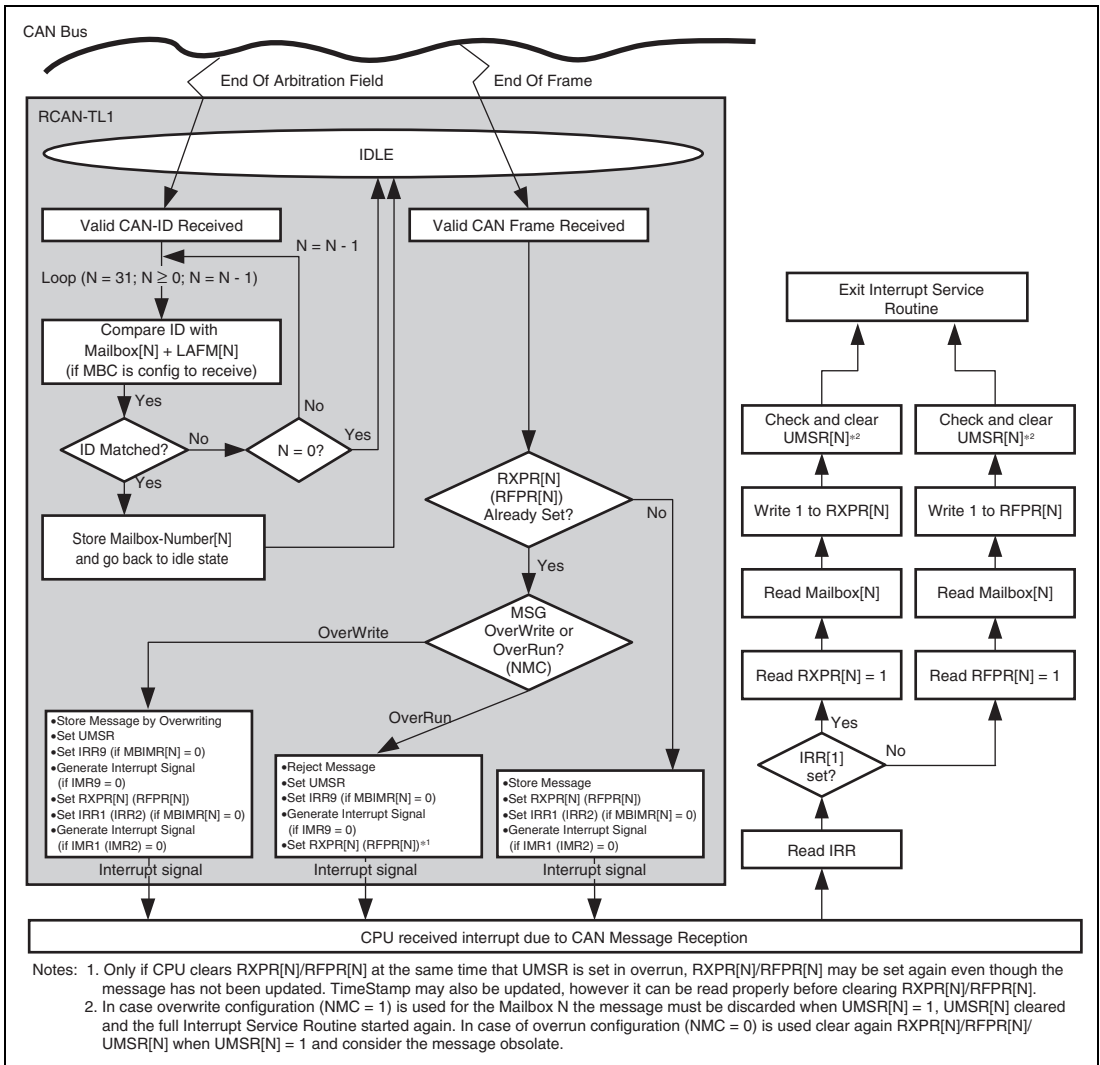 CAN Bus
End Of Arbitration Field
End Of Frame
RCAN-TL1
IDLE
Valid CAN-ID Received
Valid CAN Frame Received
N = N - 1
Loop (N = 31; N ≥ 0; N = N - 1)
Compare ID with
Mailbox[N] + LAFM[N]
(if MBC is config to receive)
Yes
ID Matched?
No
N = 0?
No
Yes
Yes
Store Mailbox-Number[N]
and go back to idle state
RXPR[N]
(RFPR[N])
Already Set?
No
Yes
MSG
OverWrite or
OverRun?
(NMC)
OverWrite
OverRun
•Store Message by Overwriting
•Set UMSR
•Set IRR9 (if MBIMR[N] = 0)
•Generate Interrupt Signal
(if IMR9 = 0)
•Set RXPR[N] (RFPR[N])
•Set IRR1 (IRR2) (if MBIMR[N] = 0)
•Generate Interrupt Signal
(if IMR1 (IMR2) = 0)
•Reject Message
•Set UMSR
•Set IRR9 (if MBIMR[N] = 0)
•Generate Interrupt Signal
(if IMR9 = 0)
•Set RXPR[N] (RFPR[N])*1
•Store Message
•Set RXPR[N] (RFPR[N])
•Set IRR1 (IRR2) (if MBIMR[N] = 0)
•Generate Interrupt Signal
(if IMR1 (IMR2) = 0)
Interrupt signal
Interrupt signal
Interrupt signal
Exit Interrupt Service
Routine
Check and clear
UMSR[N]*2
Check and clear
UMSR[N]*2
Write 1 to RXPR[N]
Write 1 to RFPR[N]
Read Mailbox[N]
Read Mailbox[N]
Read RXPR[N] = 1
Read RFPR[N] = 1
Yes
IRR[1]
set?
No
Read IRR
CPU received interrupt due to CAN Message Reception
Notes: 1. Only if CPU clears RXPR[N]/RFPR[N] at the same time that UMSR is set in overrun, RXPR[N]/RFPR[N] may be set again even though the
message has not been updated. TimeStamp may also be updated, however it can be read properly before clearing RXPR[N]/RFPR[N].
2. In case overwrite configuration (NMC = 1) is used for the Mailbox N the message must be discarded when UMSR[N] = 1, UMSR[N] cleared
and the full Interrupt Service Routine started again. In case of overrun configuration (NMC = 0) is used clear again RXPR[N]/RFPR[N]/
UMSR[N] when UMSR[N] = 1 and consider the message obsolate.